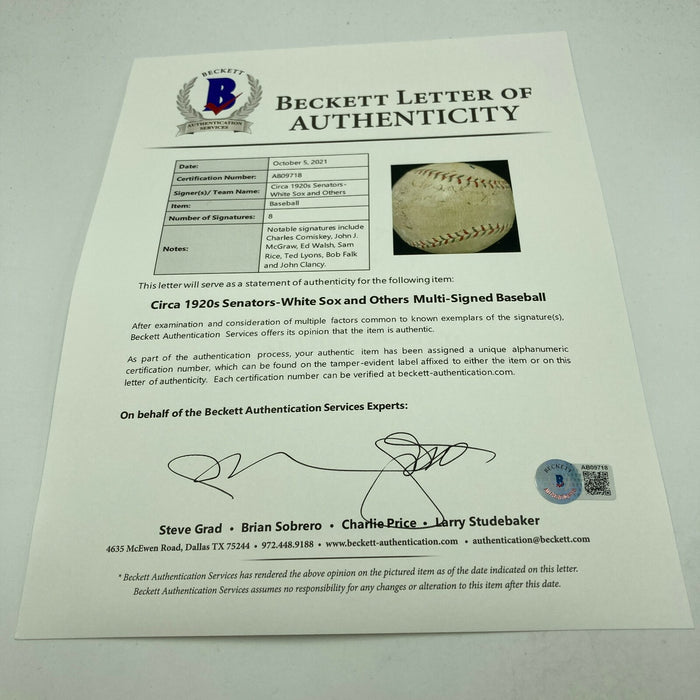 BECKETT
B
AUTHENTICATION
SERVICES
BECKETT LETTER OF
AUTHENTICITY
Date: October 5, 2021
Certification Number: AB09718
Signer(s)/ Team Name: Circa 1920s Senators-
White Sox and Others
Item: Baseball
Number of Signatures: 8
Notes: Notable signatures include
Charles Comiskey, John J.
McGraw, Ed Walsh, Sam
Rice, Ted Lyons, Bob Falk
and John Clancy.
This letter will serve as a statement of authenticity for the following item:
Circa 1920s Senators-White Sox and Others Multi-Signed Baseball
After examination and consideration of multiple factors common to known exemplars of the signature(s),
Beckett Authentication Services offers its opinion that the item is authentic.
As part of the authentication process, your authentic item has been assigned a unique alphanumeric
certification number, which can be found on the tamper-evident label affixed to either the item or on this
letter of authenticity. Each certification number can be verified at beckett-authentication.com.
On behalf of the Beckett Authentication Services Experts:
BECKETT
B
AB09718
Steve Grad • Brian Sobrero • Charlie Price • Larry Studebaker
4635 McEwen Road, Dallas TX 75244 • 972.448.9188 • www.beckett-authentication.com • authentication@beckett.com
* Beckett Authentication Services has rendered the above opinion on the pictured item as of the date indicated on this letter.
Beckett Authentication Services assumes no responsibility for any changes or alteration to this item after this date.